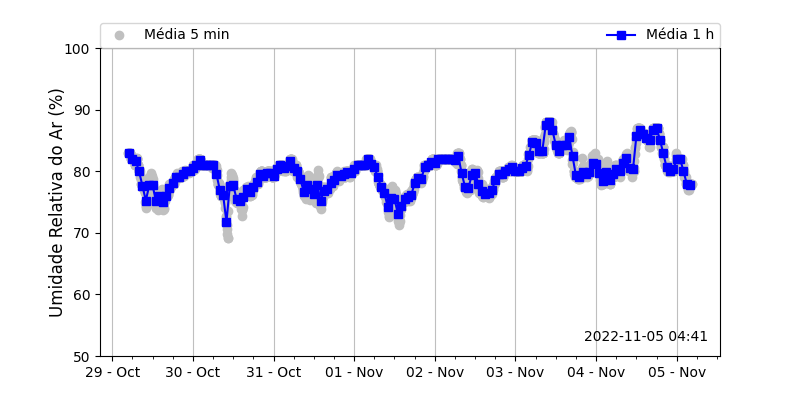 Média 5 min
Média 1 h
Umidade Relativa do Ar (%)
100
90
80
70
60
50
2022-11-05 04:41
29 - Oct
30 - Oct
31 - Oct
01 - Nov
02 - Nov
03 - Nov
04 - Nov
05 - Nov